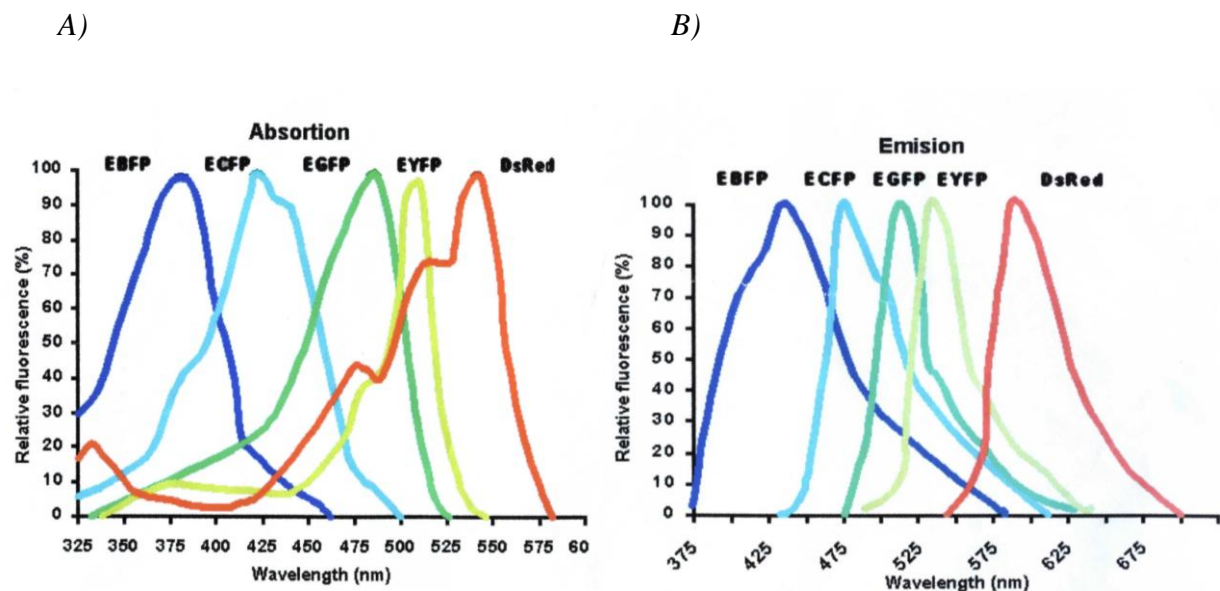 A)
B)
Absortion
EBFP ECFP EGFP EYFP DsRed
100
90
80
70
60
50
40
30
20
10
0
Relative fluorescence (%)
325 350 375 400 425 475 500 525 550 575 60
Wavelength (nm)
Emision
EBFP ECFP EGFP EYFP DsRed
100
90
80
70
60
50
40
30
20
10
0
Relative fluorescence (%)
375 425 475 525 575 625 675
Wavelength (nm)